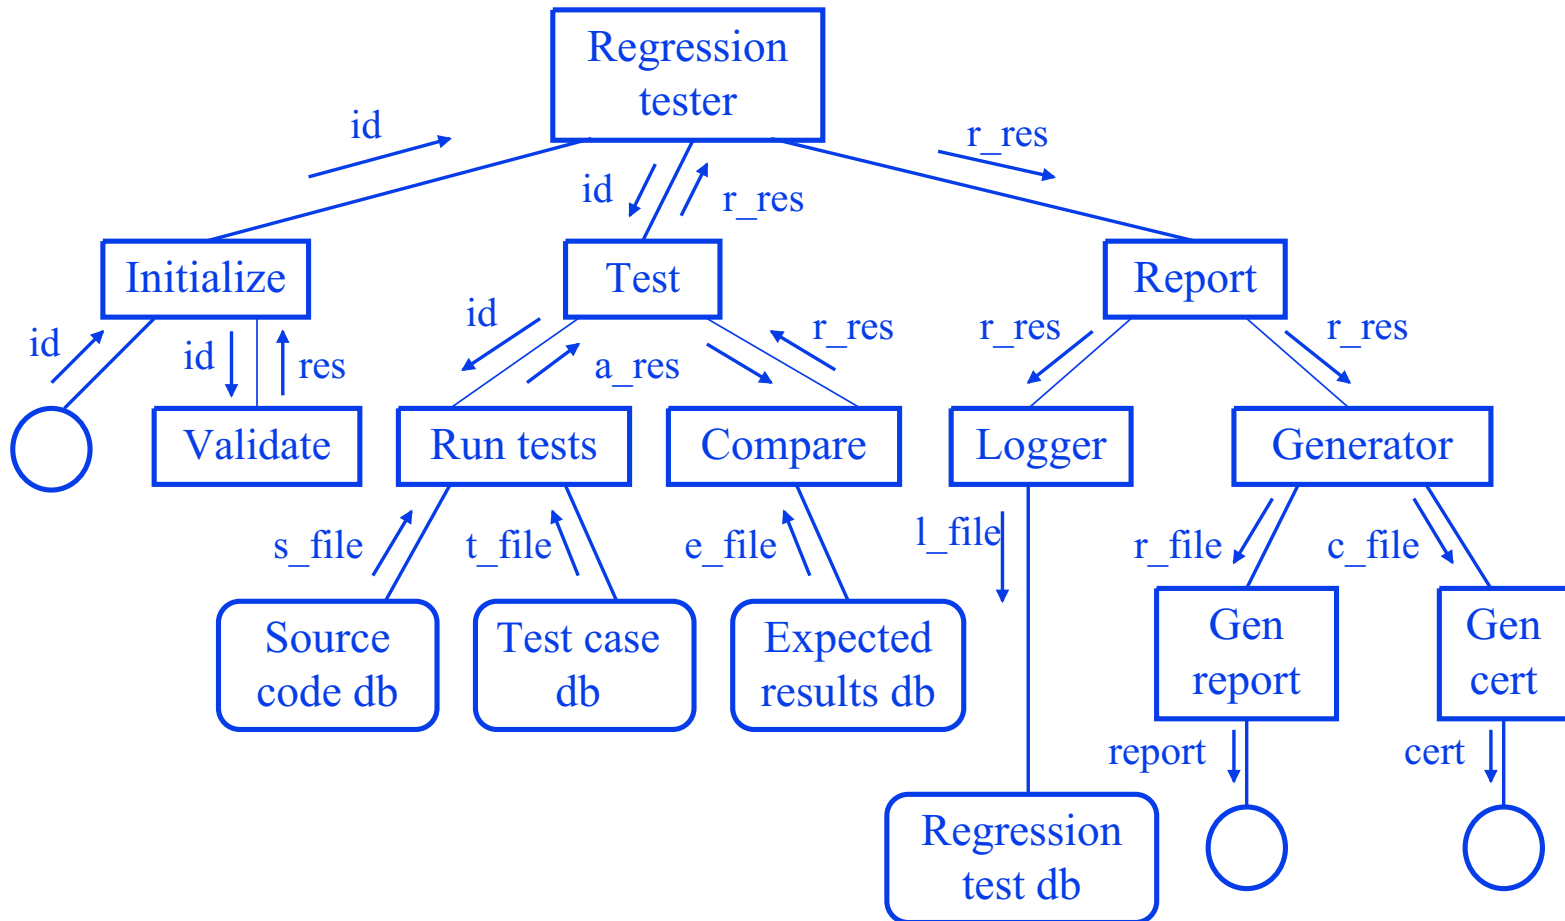 Regression
tester
id
r_res
id
r_res
Initialize
Test
Report
id
id
res
id
a_res
r_res
r_res
r_res
Validate
Run tests
Compare
Logger
Generator
s_file
t_file
e_file
l_file
r_file
c_file
Source
code db
Test case
db
Expected
results db
Gen
report
Gen
cert
report
cert
Regression
test db